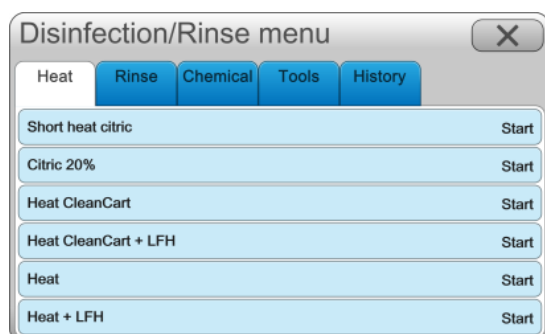 Disinfection/Rinse menu
Heat Rinse Chemical Tools History
Short heat citric Start
Citric 20% Start
Heat CleanCart Start
Heat CleanCart + LFH Start
Heat Start
Heat + LFH Start